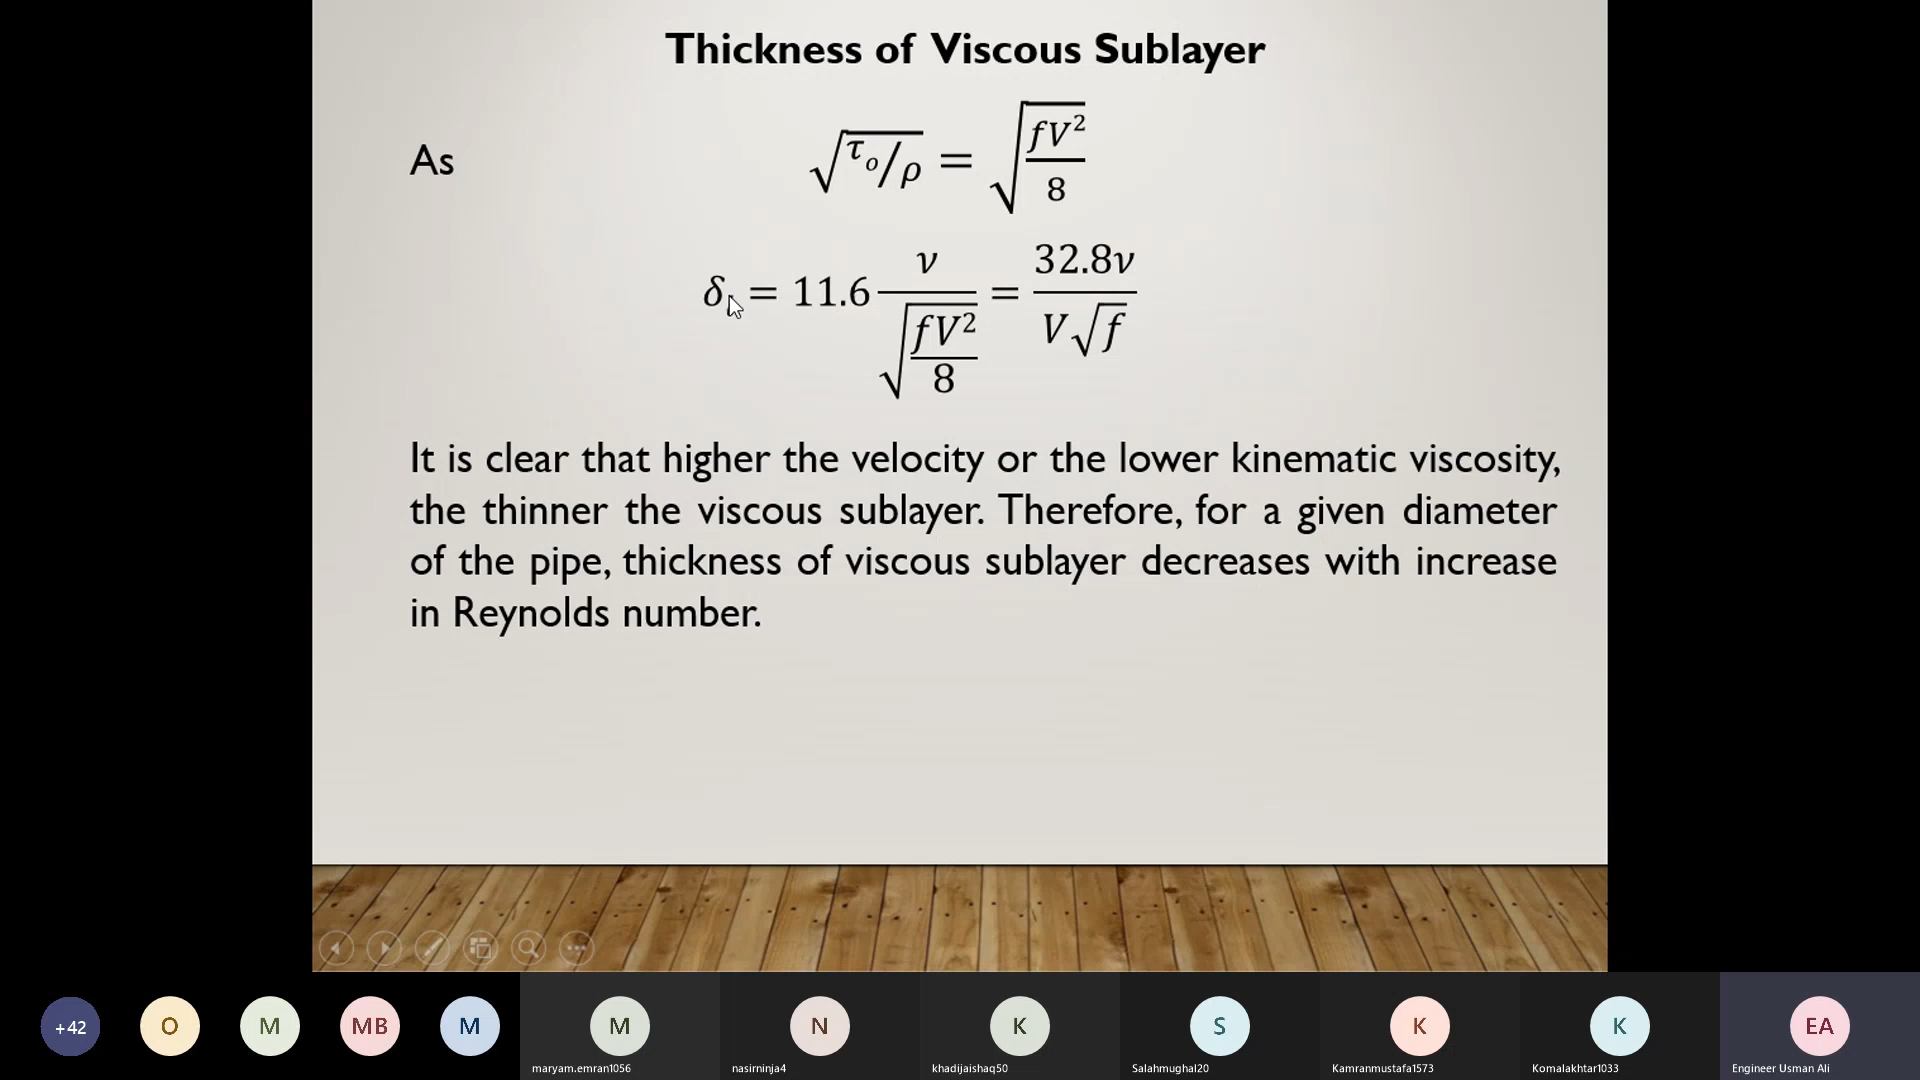 Thickness of Viscous Sublayer
As √τₒ/ρ = √fV²/8
δₗ = 11.6 ν/√(fV²/8) = 32.8ν/V√f
It is clear that higher the velocity or the lower kinematic viscosity,
the thinner the viscous sublayer. Therefore, for a given diameter
of the pipe, thickness of viscous sublayer decreases with increase
in Reynolds number.
+42 O M MB M M N K S K K EA
maryam.emran1056 nasirninja4 khadijaishaq50 Salahmughal20 Kamranmustafa1573 Komalakhtar1033 Engineer Usman Ali